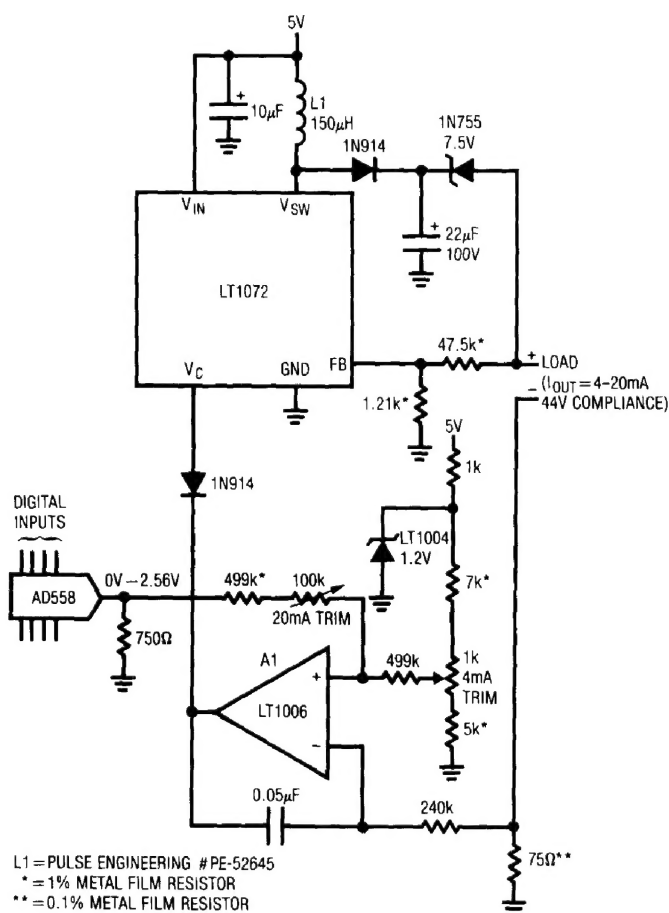 5V
10µF
L1
150µH
1N914
1N755
7.5V
+
+
22µF
100V
VIN
VSW
LT1072
VC
GND
FB
47.5k*
+
LOAD
−
(IOUT = 4-20mA
44V COMPLIANCE)
1.21k*
5V
1k
1N914
LT1004
1.2V
DIGITAL
INPUTS
AD558
0V – 2.56V
499k*
100k
20mA TRIM
7k*
750Ω
A1
LT1006
+
−
499k
1k
4mA
TRIM
5k*
0.05µF
240k
75Ω**
L1 = PULSE ENGINEERING #PE-52645
* = 1% METAL FILM RESISTOR
** = 0.1% METAL FILM RESISTOR